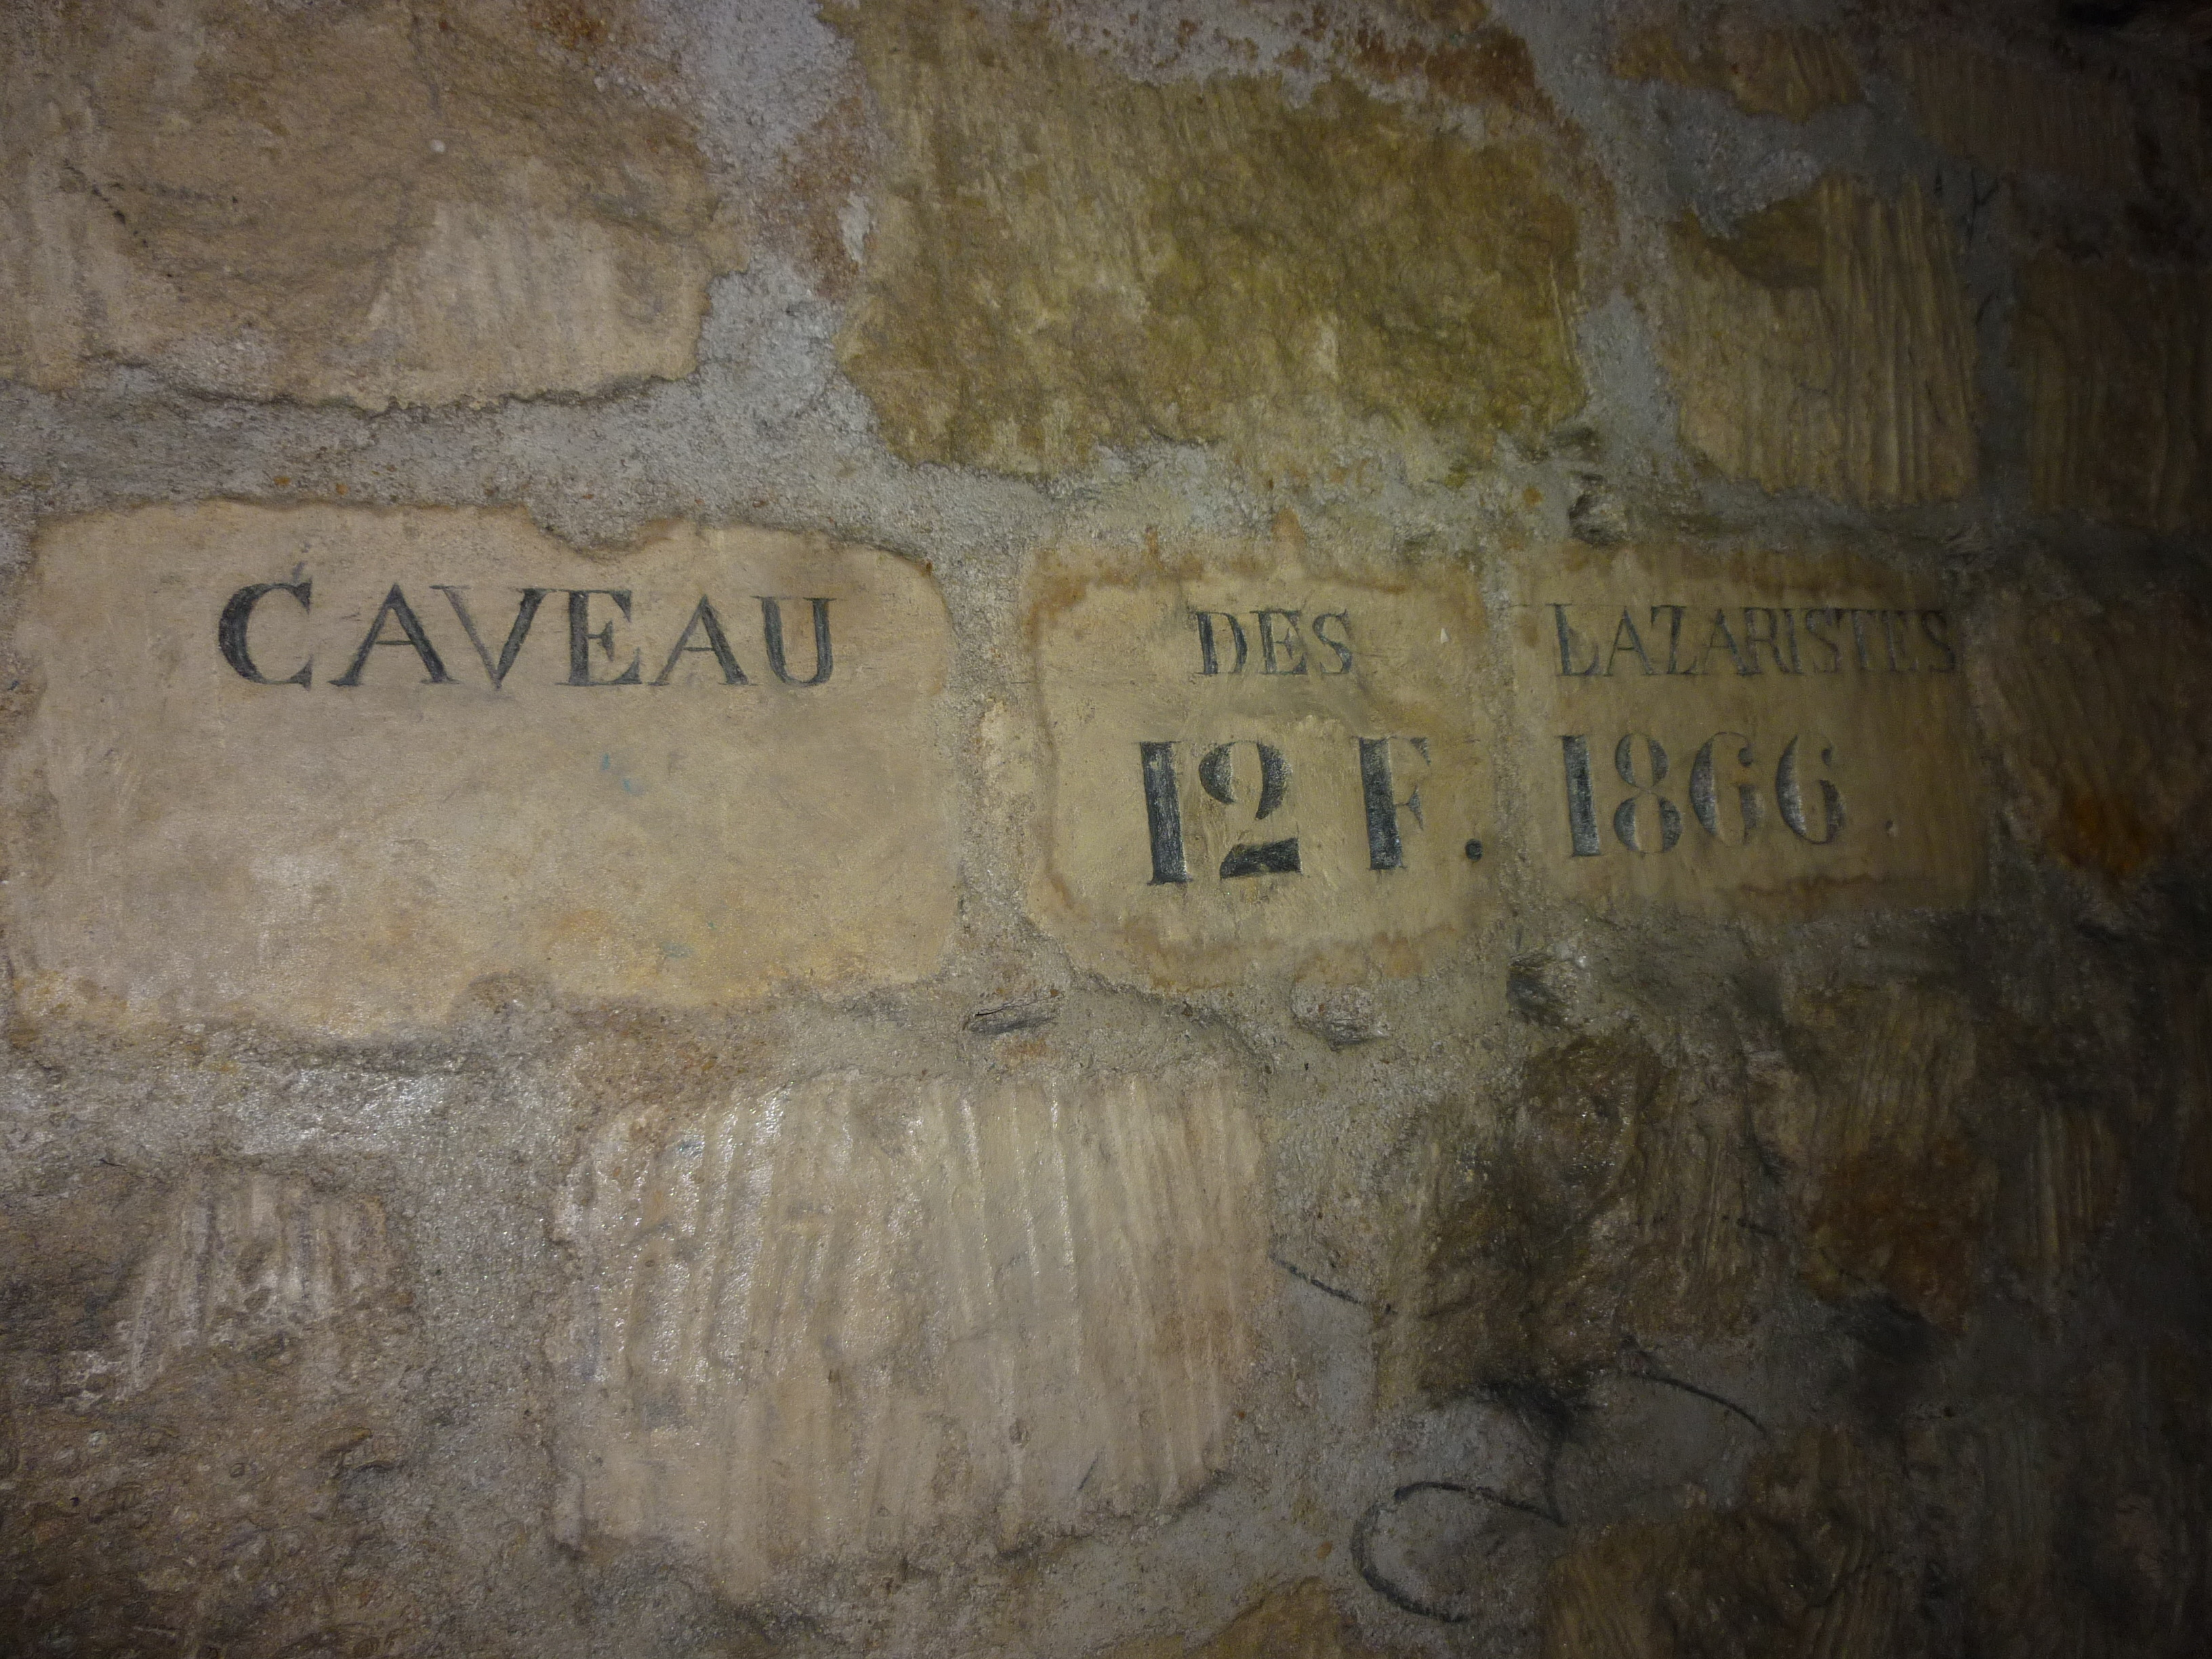 CAVEAU DES LAZARISTES
12 F. 1866.